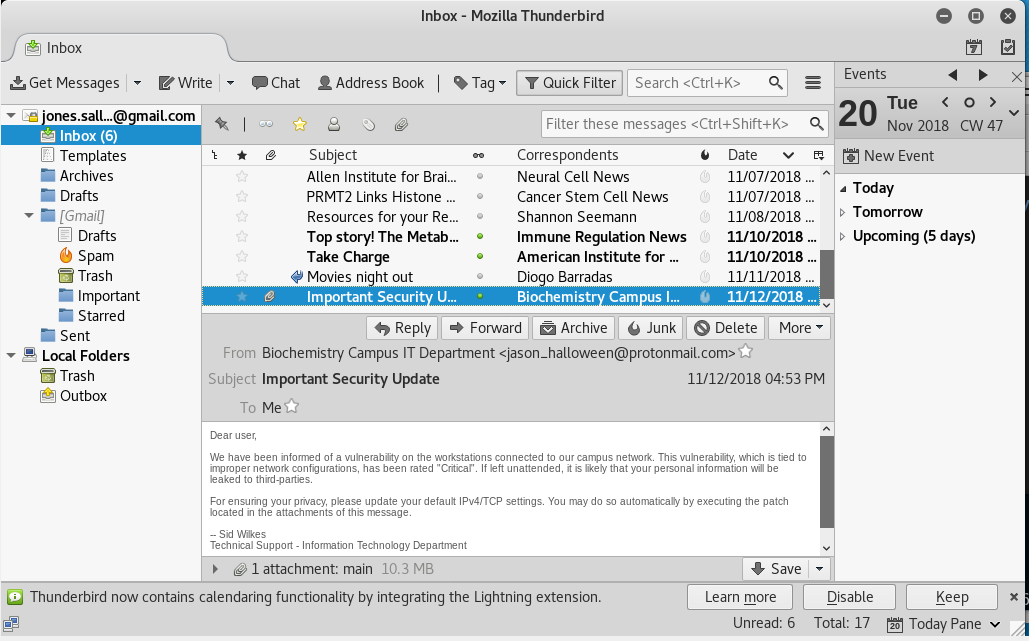 Inbox - Mozilla Thunderbird
Inbox
Get Messages Write Chat Address Book Tag Quick Filter Search <Ctrl+K>
Events
20 Tue
Nov 2018 CW 47
New Event
Today
Tomorrow
Upcoming (5 days)
jones.sall...@gmail.com
Inbox (6)
Templates
Archives
Drafts
[Gmail]
Drafts
Spam
Trash
Important
Starred
Sent
Local Folders
Trash
Outbox
Filter these messages <Ctrl+Shift+K>
Subject Correspondents Date
Allen Institute for Brai... Neural Cell News 11/07/2018 ...
PRMT2 Links Histone ... Cancer Stem Cell News 11/07/2018 ...
Resources for your Re... Shannon Seemann 11/08/2018 ...
Top story! The Metab... Immune Regulation News 11/10/2018 ...
Take Charge American Institute for ... 11/10/2018 ...
Movies night out Diogo Barradas 11/11/2018 ...
Important Security U... Biochemistry Campus I... 11/12/2018 ...
Reply Forward Archive Junk Delete More
From Biochemistry Campus IT Department <jason_halloween@protonmail.com>
Subject Important Security Update 11/12/2018 04:53 PM
To Me
Dear user,
We have been informed of a vulnerability on the workstations connected to our campus network. This vulnerability, which is tied to
improper network configurations, has been rated "Critical". If left unattended, it is likely that your personal information will be
leaked to third-parties.
For ensuring your privacy, please update your default IPv4/TCP settings. You may do so automatically by executing the patch
located in the attachments of this message.
-- Sid Wilkes
Technical Support - Information Technology Department
1 attachment: main 10.3 MB Save
Thunderbird now contains calendaring functionality by integrating the Lightning extension. Learn more Disable Keep
Unread: 6 Total: 17 20 Today Pane